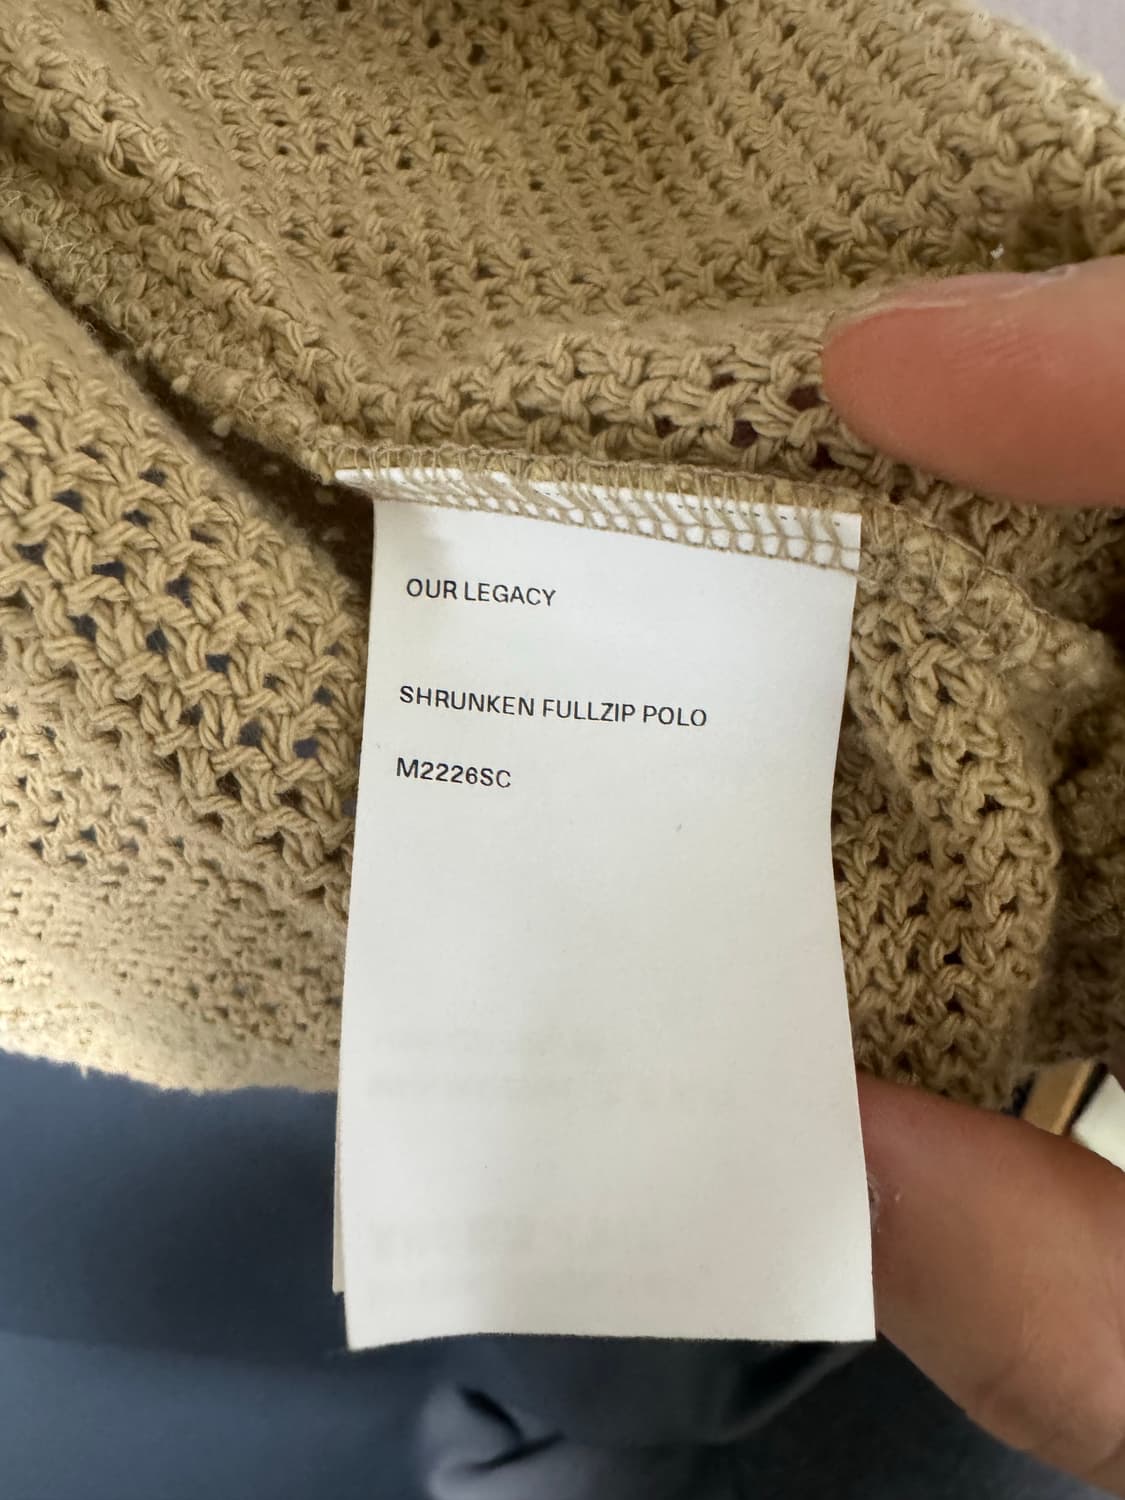 OUR LEGACY
SHRUNKEN FULLZIP POLO
M2226SC